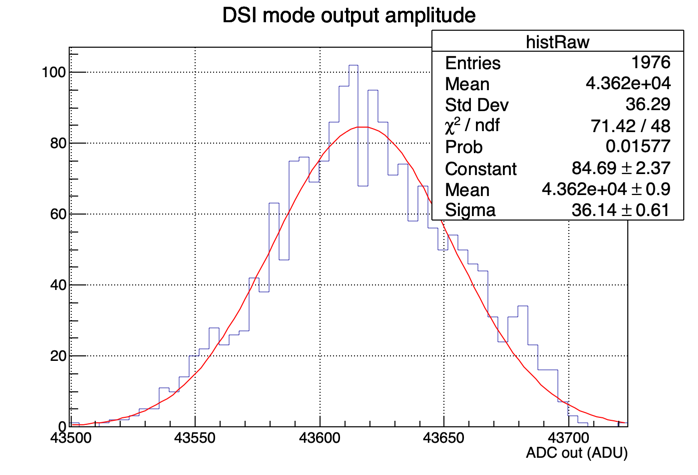 DSI mode output amplitude
histRaw
Entries 1976
Mean 4.362e+04
Std Dev 36.29
χ² / ndf 71.42 / 48
Prob 0.01577
Constant 84.69 ± 2.37
Mean 4.362e+04 ± 0.9
Sigma 36.14 ± 0.61
100
80
60
40
20
0
43500 43550 43600 43650 43700
ADC out (ADU)